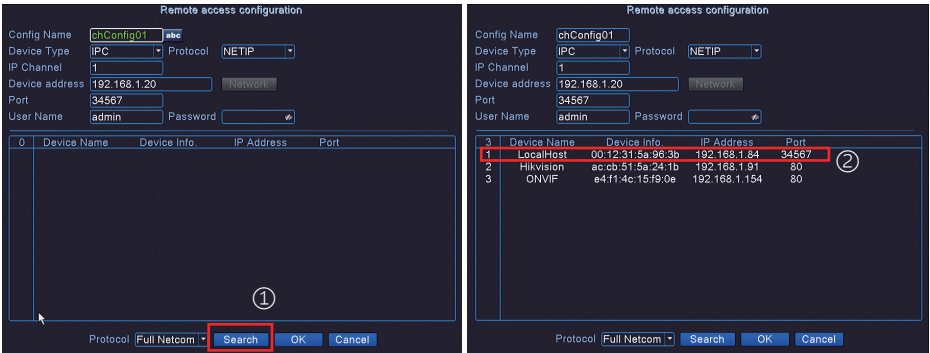 Remote access configuration
Config Name chConfig01 abc
Device Type IPC Protocol NETIP
IP Channel 1
Device address 192.168.1.20 Network
Port 34567
User Name admin Password
0 Device Name Device Info. IP Address Port
①
Protocol Full Netcom Search OK Cancel
Remote access configuration
Config Name chConfig01
Device Type IPC Protocol NETIP
IP Channel 1
Device address 192.168.1.20 Network
Port 34567
User Name admin Password
3 Device Name Device Info. IP Address Port
1 LocalHost 00:12:31:5a:96:3b 192.168.1.84 34567
②
2 Hikvision ac:cb:51:5a:24:1b 192.168.1.91 80
3 ONVIF e4:f1:4c:15:f9:0e 192.168.1.154 80
Protocol Full Netcom Search OK Cancel